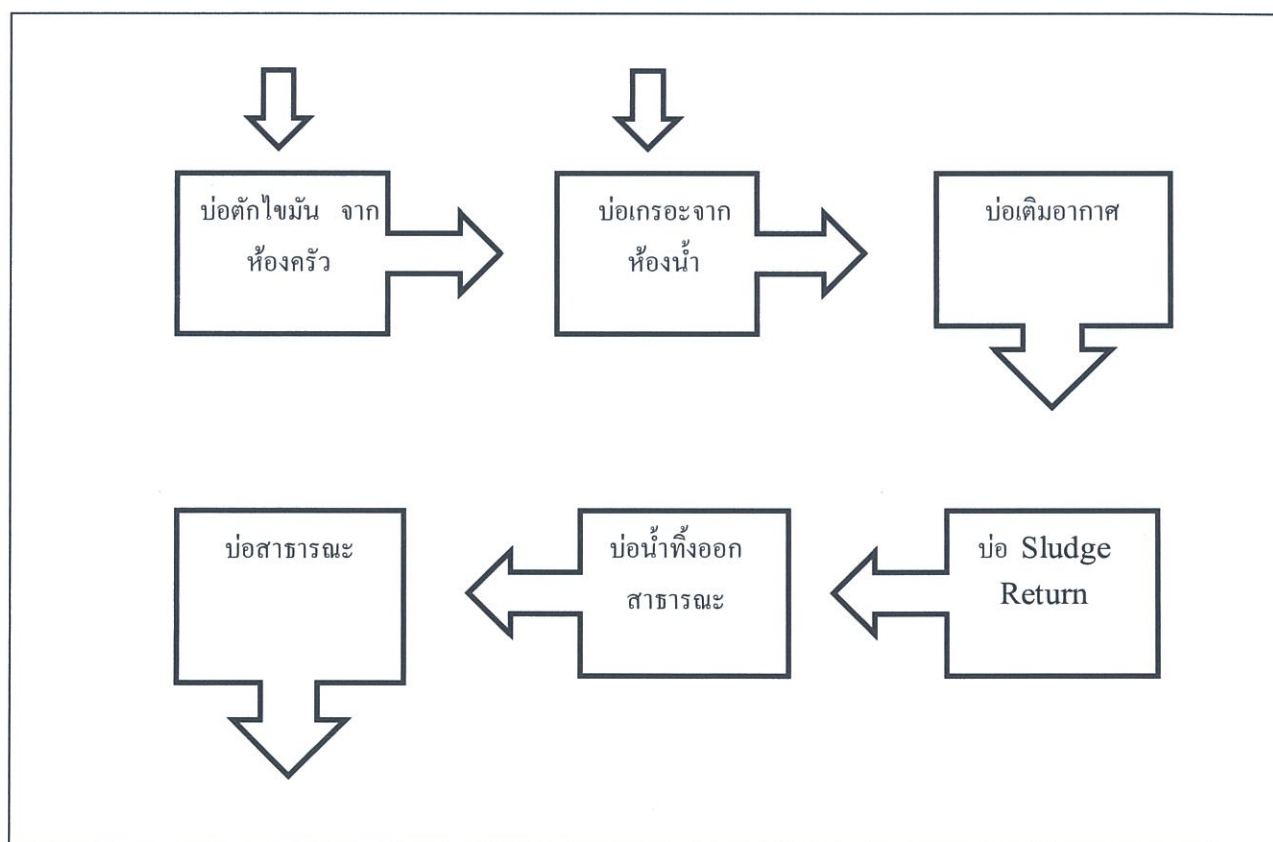 บ่อตักไขมัน จาก
ห้องครัว
บ่อเกรอะจาก
ห้องน้ำ
บ่อเติมอากาศ
บ่อสาธารณะ
บ่อน้ำทิ้งออก
สาธารณะ
บ่อ Sludge
Return